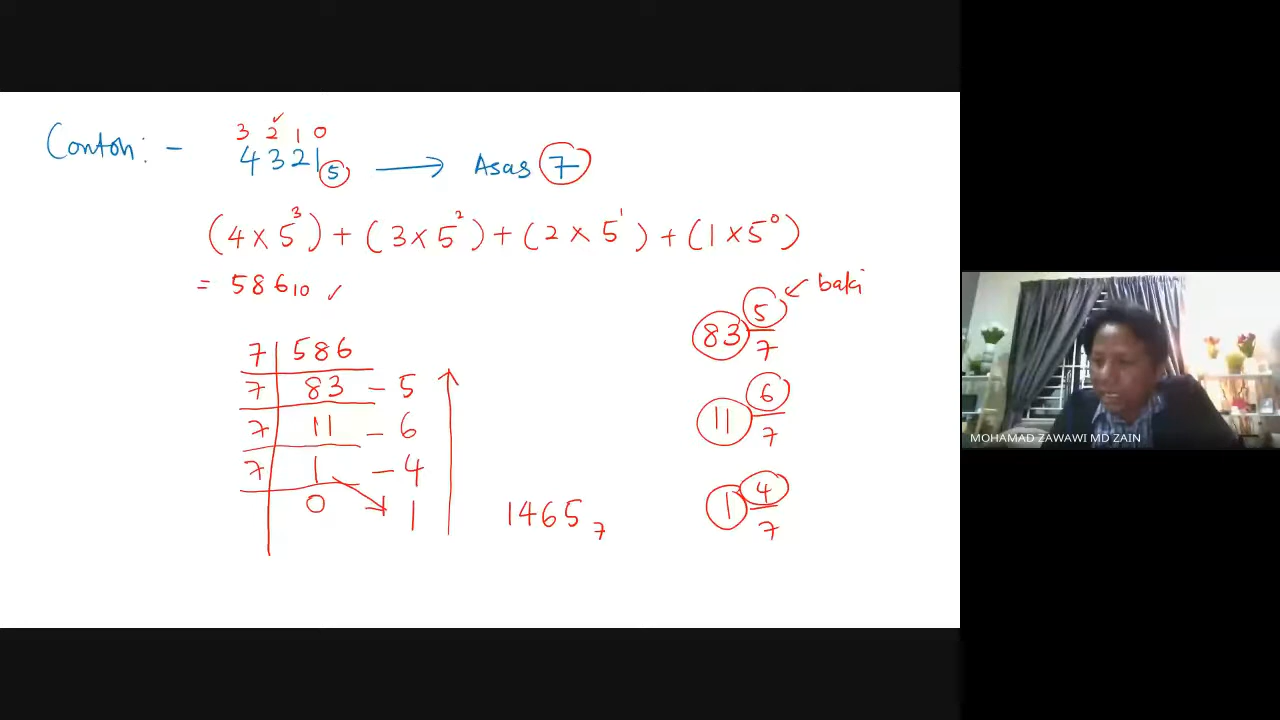 3 2 1 0
Contoh: - 4321₅ → Asas 7
(4 × 5³) + (3 × 5²) + (2 × 5¹) + (1 × 5⁰)
= 586₁₀ ✓
83 5/7 ← baki
7 | 586
7 | 83 - 5
7 | 11 - 6
11 6/7
7 | 1 - 4
0 1
1465₇
1 4/7
MOHAMAD ZAWAWI MD ZAIN